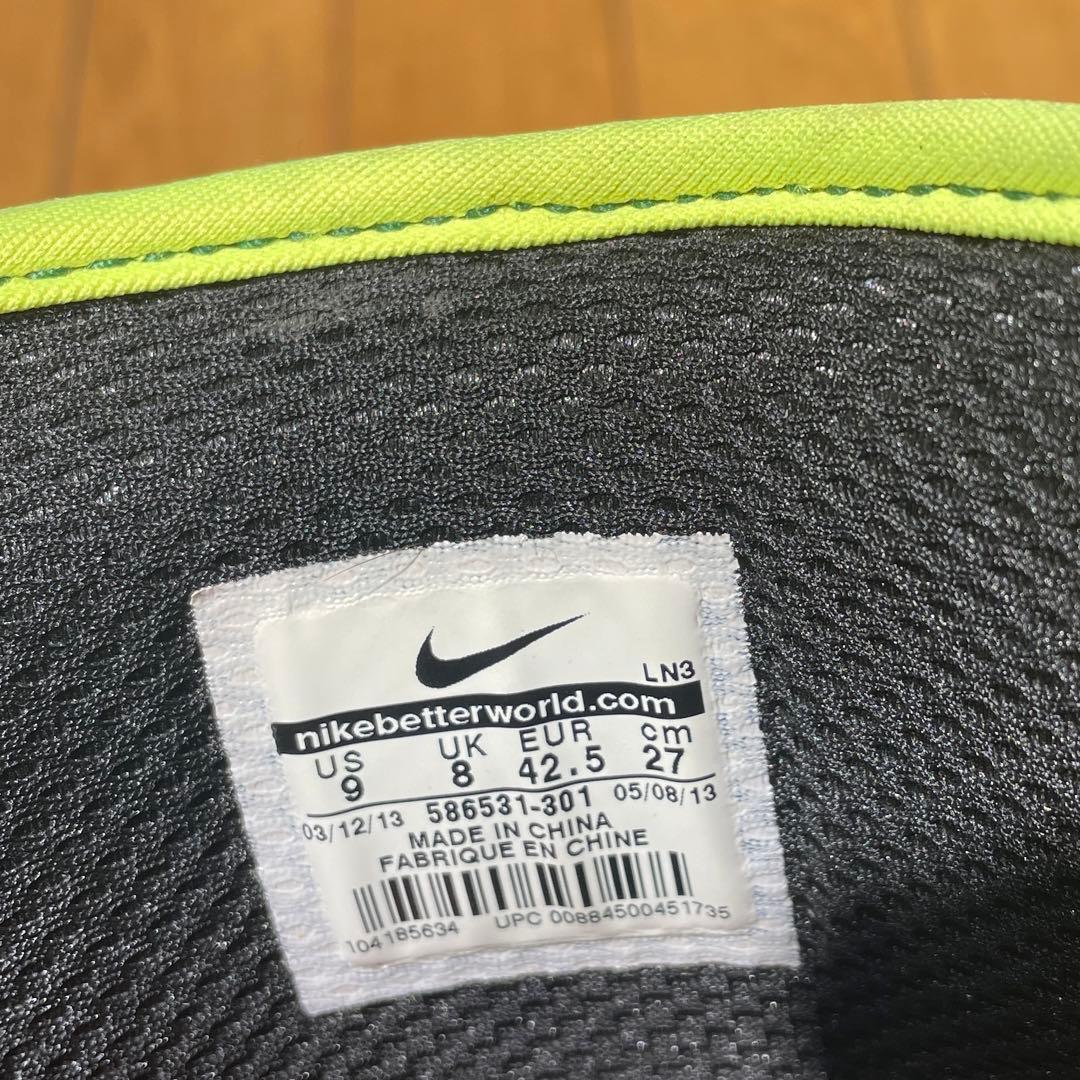 LN3
nikebetterworld.com
US UK EUR cm
9 8 42.5 27
03/12/13 586531-301 05/08/13
MADE IN CHINA
FABRIQUE EN CHINE
104185634 UPC 00884500451735